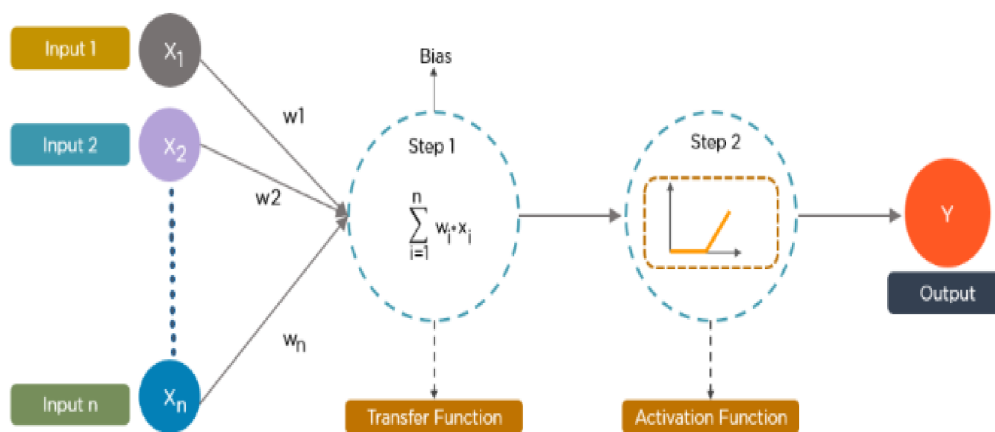 Input 1
X1
Bias
w1
Input 2
X2
Step 1
Step 2
w2
n
∑ wi*xi
i=1
Y
Output
wn
Input n
Xn
Transfer Function
Activation Function